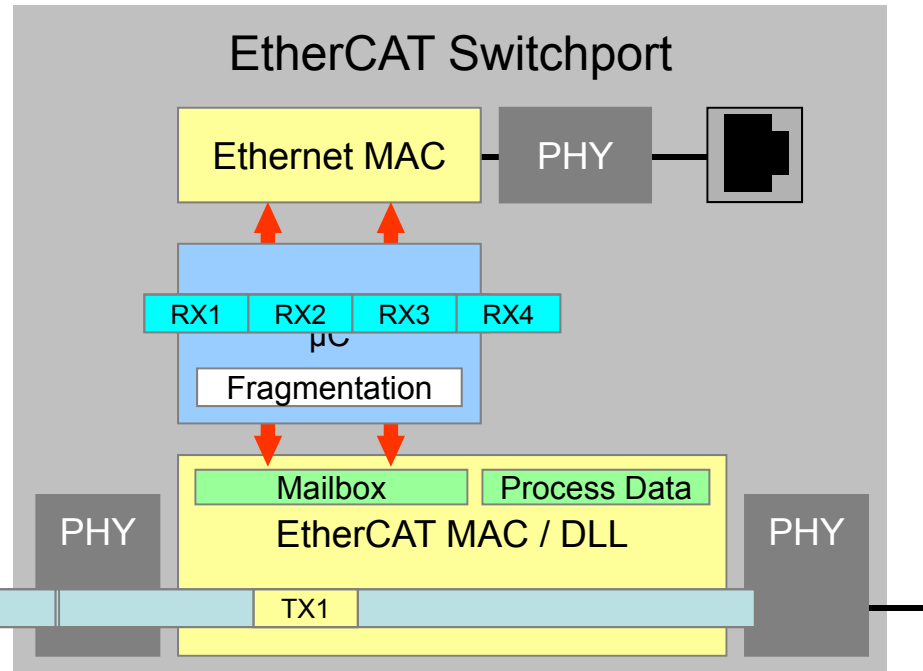 EtherCAT Switchport
Ethernet MAC
PHY
RX1
RX2
RX3
RX4
µC
Fragmentation
Mailbox
Process Data
PHY
EtherCAT MAC / DLL
PHY
TX1